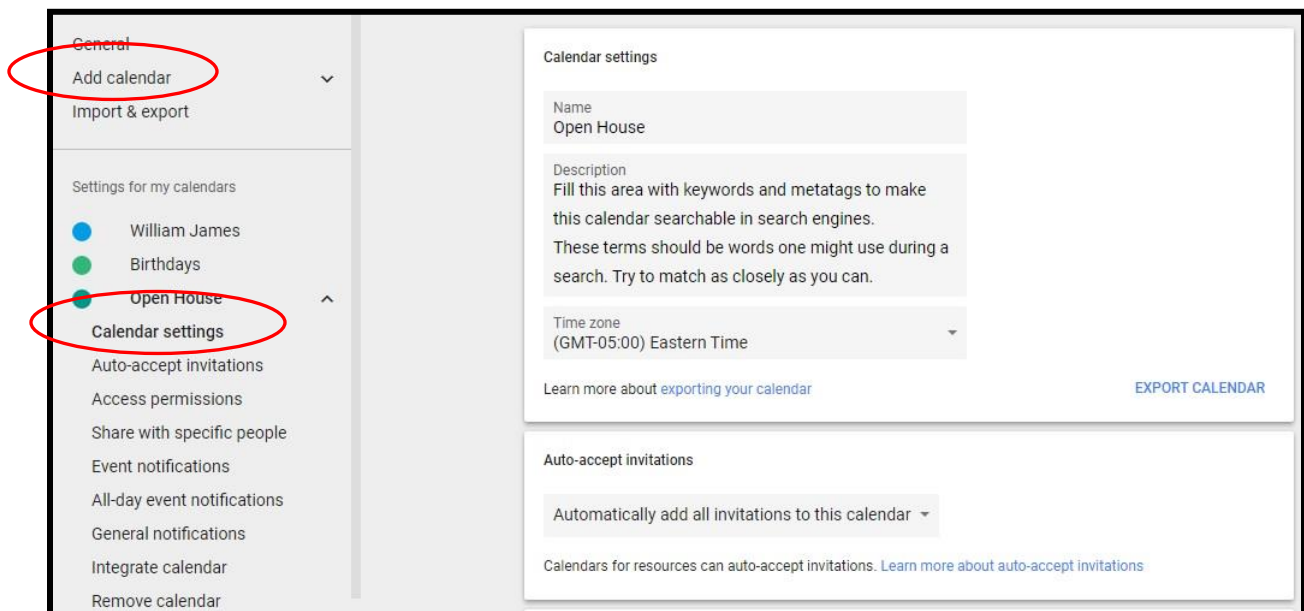 General
Add calendar
Import & export
Settings for my calendars
William James
Birthdays
Open House
Calendar settings
Auto-accept invitations
Access permissions
Share with specific people
Event notifications
All-day event notifications
General notifications
Integrate calendar
Remove calendar
Calendar settings
Name
Open House
Description
Fill this area with keywords and metatags to make
this calendar searchable in search engines.
These terms should be words one might use during a
search. Try to match as closely as you can.
Time zone
(GMT-05:00) Eastern Time
Learn more about exporting your calendar
EXPORT CALENDAR
Auto-accept invitations
Automatically add all invitations to this calendar
Calendars for resources can auto-accept invitations. Learn more about auto-accept invitations